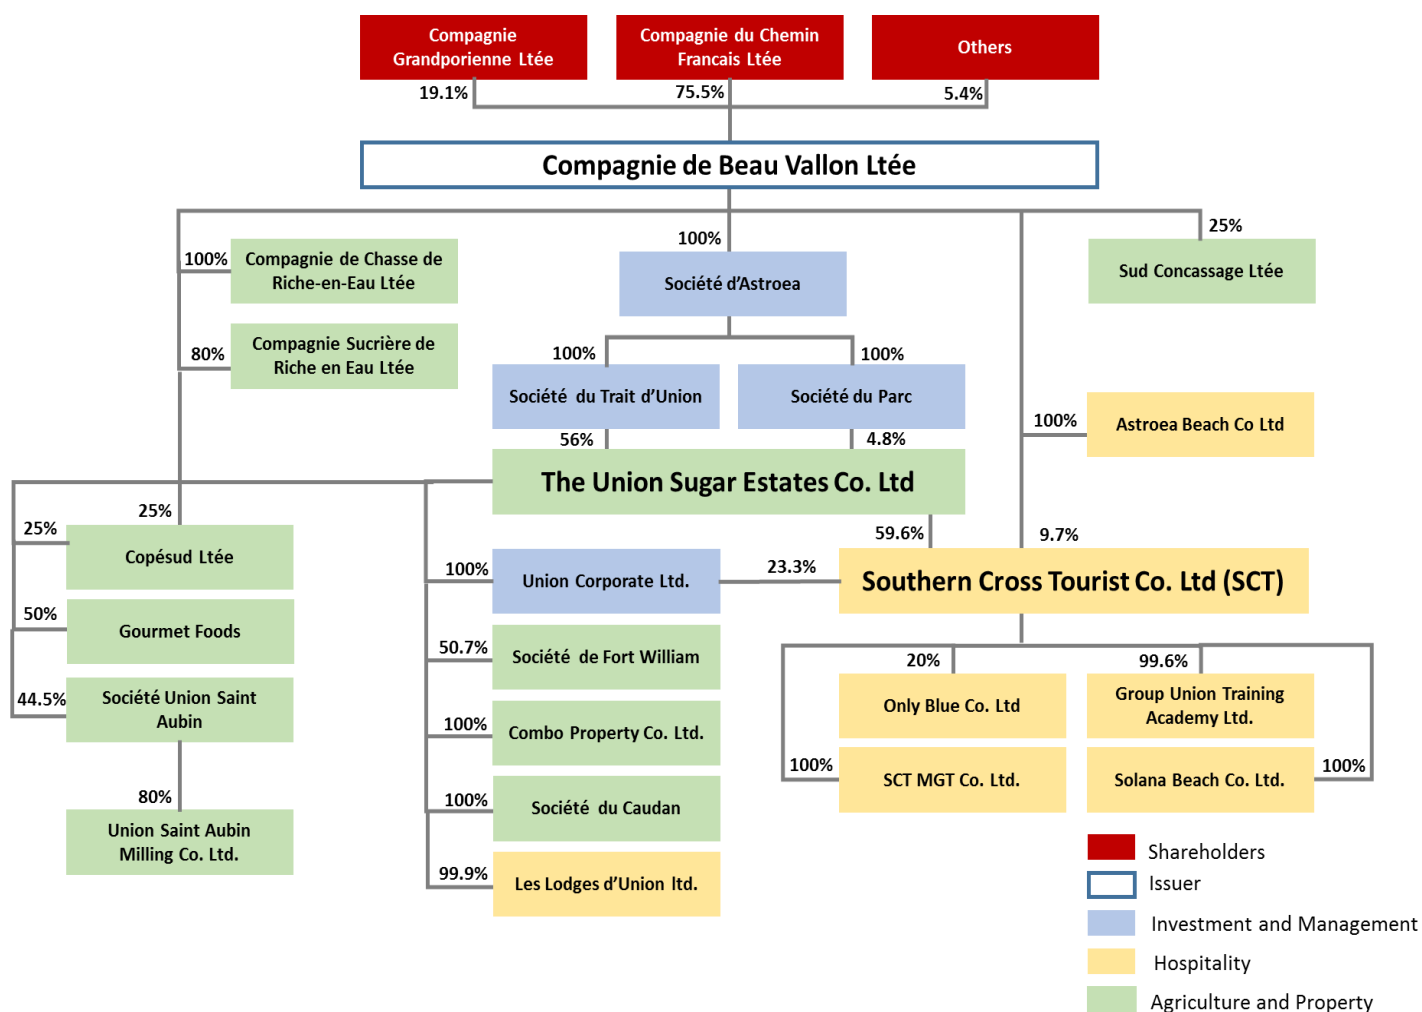 Compagnie
Grandporienne Ltée
Compagnie du Chemin
Francais Ltée
Others
19.1%
75.5%
5.4%
Compagnie de Beau Vallon Ltée
100%
Compagnie de Chasse de
Riche-en-Eau Ltée
100%
Société d'Astroea
25%
Sud Concassage Ltée
80%
Compagnie Sucrière de
Riche en Eau Ltée
100%
100%
Société du Trait d'Union
Société du Parc
100%
Astroea Beach Co Ltd
56%
4.8%
The Union Sugar Estates Co. Ltd
25%
25%
Copésud Ltée
59.6%
9.7%
100%
Union Corporate Ltd.
23.3%
Southern Cross Tourist Co. Ltd (SCT)
50%
Gourmet Foods
50.7%
Société de Fort William
20%
99.6%
44.5%
Société Union Saint
Aubin
Only Blue Co. Ltd
Group Union Training
Academy Ltd.
100%
Combo Property Co. Ltd.
100%
SCT MGT Co. Ltd.
Solana Beach Co. Ltd.
100%
80%
Union Saint Aubin
Milling Co. Ltd.
100%
Société du Caudan
99.9%
Les Lodges d'Union ltd.
Shareholders
Issuer
Investment and Management
Hospitality
Agriculture and Property